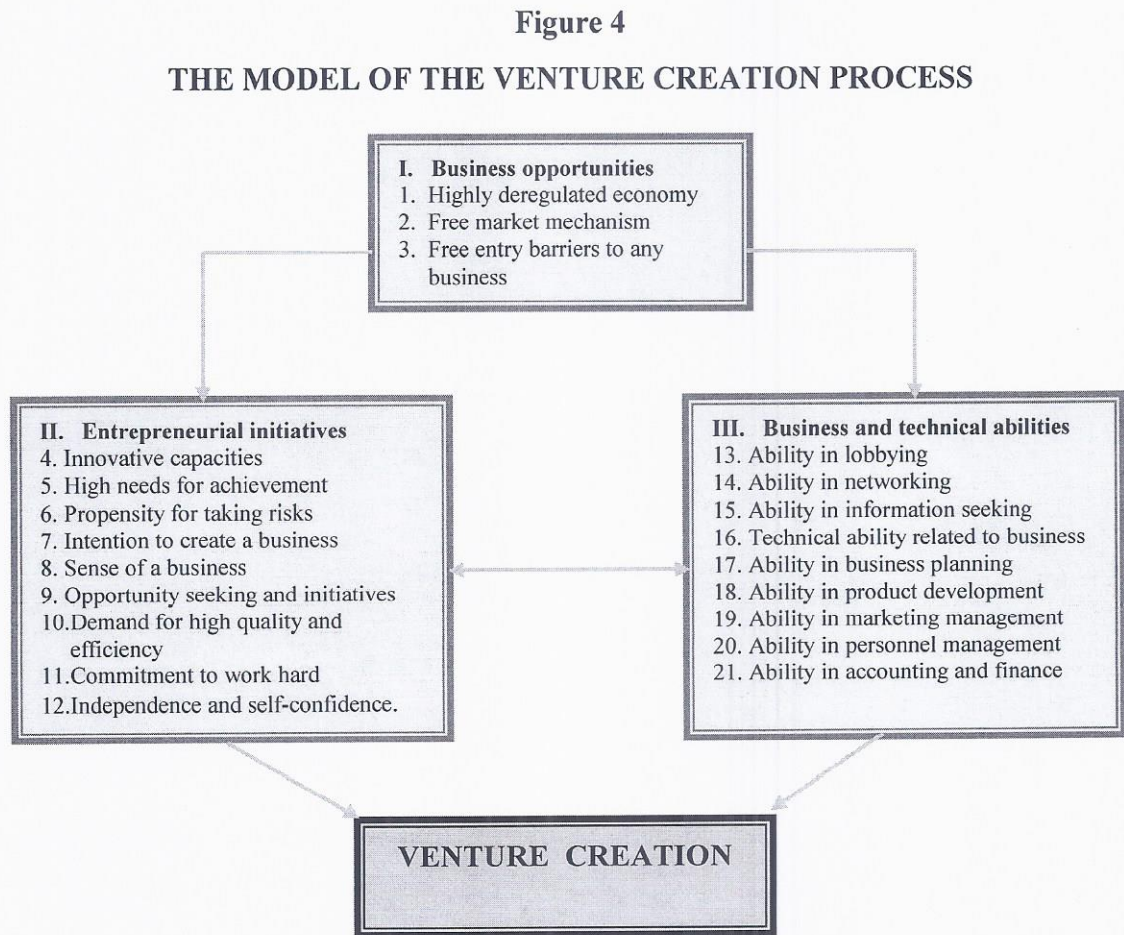 Figure 4
THE MODEL OF THE VENTURE CREATION PROCESS
I. Business opportunities
1. Highly deregulated economy
2. Free market mechanism
3. Free entry barriers to any
business
II. Entrepreneurial initiatives
4. Innovative capacities
5. High needs for achievement
6. Propensity for taking risks
7. Intention to create a business
8. Sense of a business
9. Opportunity seeking and initiatives
10.Demand for high quality and
efficiency
11.Commitment to work hard
12.Independence and self-confidence.
III. Business and technical abilities
13. Ability in lobbying
14. Ability in networking
15. Ability in information seeking
16. Technical ability related to business
17. Ability in business planning
18. Ability in product development
19. Ability in marketing management
20. Ability in personnel management
21. Ability in accounting and finance
VENTURE CREATION